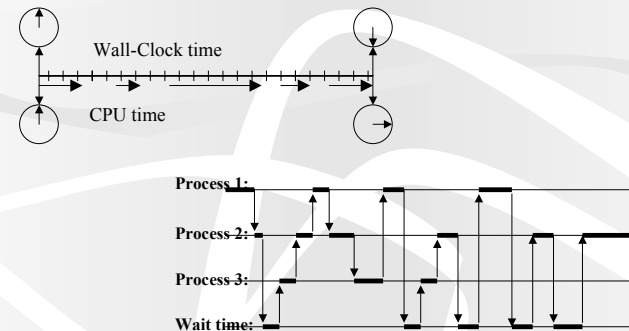 Wall-Clock time
CPU time
Process 1:
Process 2:
Process 3:
Wait time: